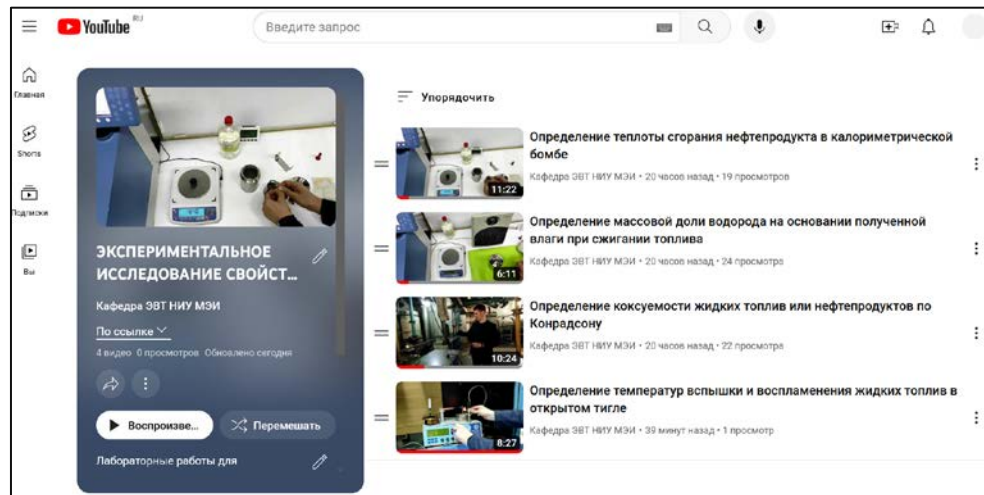 YouTube RU
Введите запрос
Главная
Shorts
Подписки
Вы
ЭКСПЕРИМЕНТАЛЬНОЕ
ИССЛЕДОВАНИЕ СВОЙСТ...
Кафедра ЭВТ НИУ МЭИ
По ссылке
4 видео 0 просмотров Обновлено сегодня
Воспроизве...
Перемешать
Лабораторные работы для
Упорядочить
Определение теплоты сгорания нефтепродукта в калориметрической
бомбе
Кафедра ЭВТ НИУ МЭИ • 20 часов назад • 19 просмотров
11:22
Определение массовой доли водорода на основании полученной
влаги при сжигании топлива
Кафедра ЭВТ НИУ МЭИ • 20 часов назад • 24 просмотра
6:11
Определение коксуемости жидких топлив или нефтепродуктов по
Конрадсону
Кафедра ЭВТ НИУ МЭИ • 20 часов назад • 22 просмотра
10:24
Определение температур вспышки и воспламенения жидких топлив в
открытом тигле
Кафедра ЭВТ НИУ МЭИ • 39 минут назад • 1 просмотр
8:27